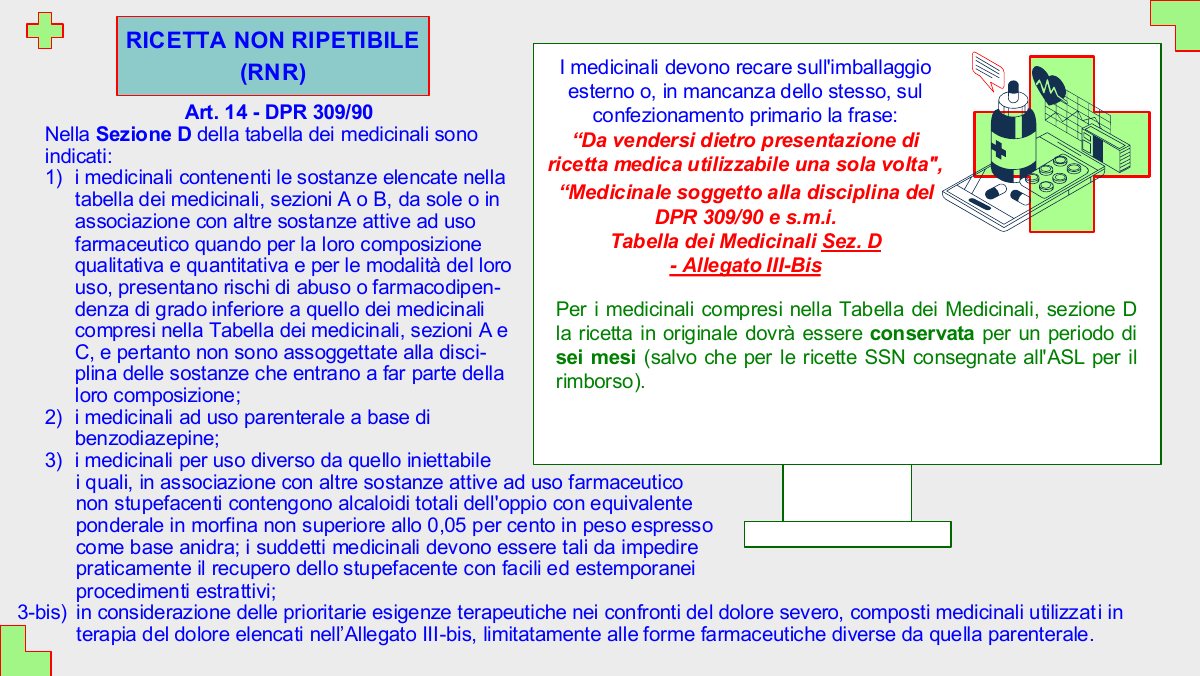 RICETTA NON RIPETIBILE
(RNR)
Art. 14 - DPR 309/90
Nella Sezione D della tabella dei medicinali sono
indicati:
1) i medicinali contenenti le sostanze elencate nella
tabella dei medicinali, sezioni A o B, da sole o in
associazione con altre sostanze attive ad uso
farmaceutico quando per la loro composizione
qualitativa e quantitativa e per le modalità del loro
uso, presentano rischi di abuso o farmacodipen-
denza di grado inferiore a quello dei medicinali
compresi nella Tabella dei medicinali, sezioni A e
C, e pertanto non sono assoggettate alla disci-
plina delle sostanze che entrano a far parte della
loro composizione;
2) i medicinali ad uso parenterale a base di
benzodiazepine;
3) i medicinali per uso diverso da quello iniettabile
i quali, in associazione con altre sostanze attive ad uso farmaceutico
non stupefacenti contengono alcaloidi totali dell'oppio con equivalente
ponderale in morfina non superiore allo 0,05 per cento in peso espresso
come base anidra; i suddetti medicinali devono essere tali da impedire
praticamente il recupero dello stupefacente con facili ed estemporanei
procedimenti estrattivi;
3-bis) in considerazione delle prioritarie esigenze terapeutiche nei confronti del dolore severo, composti medicinali utilizzati in
terapia del dolore elencati nell’Allegato III-bis, limitatamente alle forme farmaceutiche diverse da quella parenterale.
I medicinali devono recare sull'imballaggio
esterno o, in mancanza dello stesso, sul
confezionamento primario la frase:
“Da vendersi dietro presentazione di
ricetta medica utilizzabile una sola volta",
“Medicinale soggetto alla disciplina del
DPR 309/90 e s.m.i.
Tabella dei Medicinali Sez. D
- Allegato III-Bis
Per i medicinali compresi nella Tabella dei Medicinali, sezione D
la ricetta in originale dovrà essere conservata per un periodo di
sei mesi (salvo che per le ricette SSN consegnate all'ASL per il
rimborso).